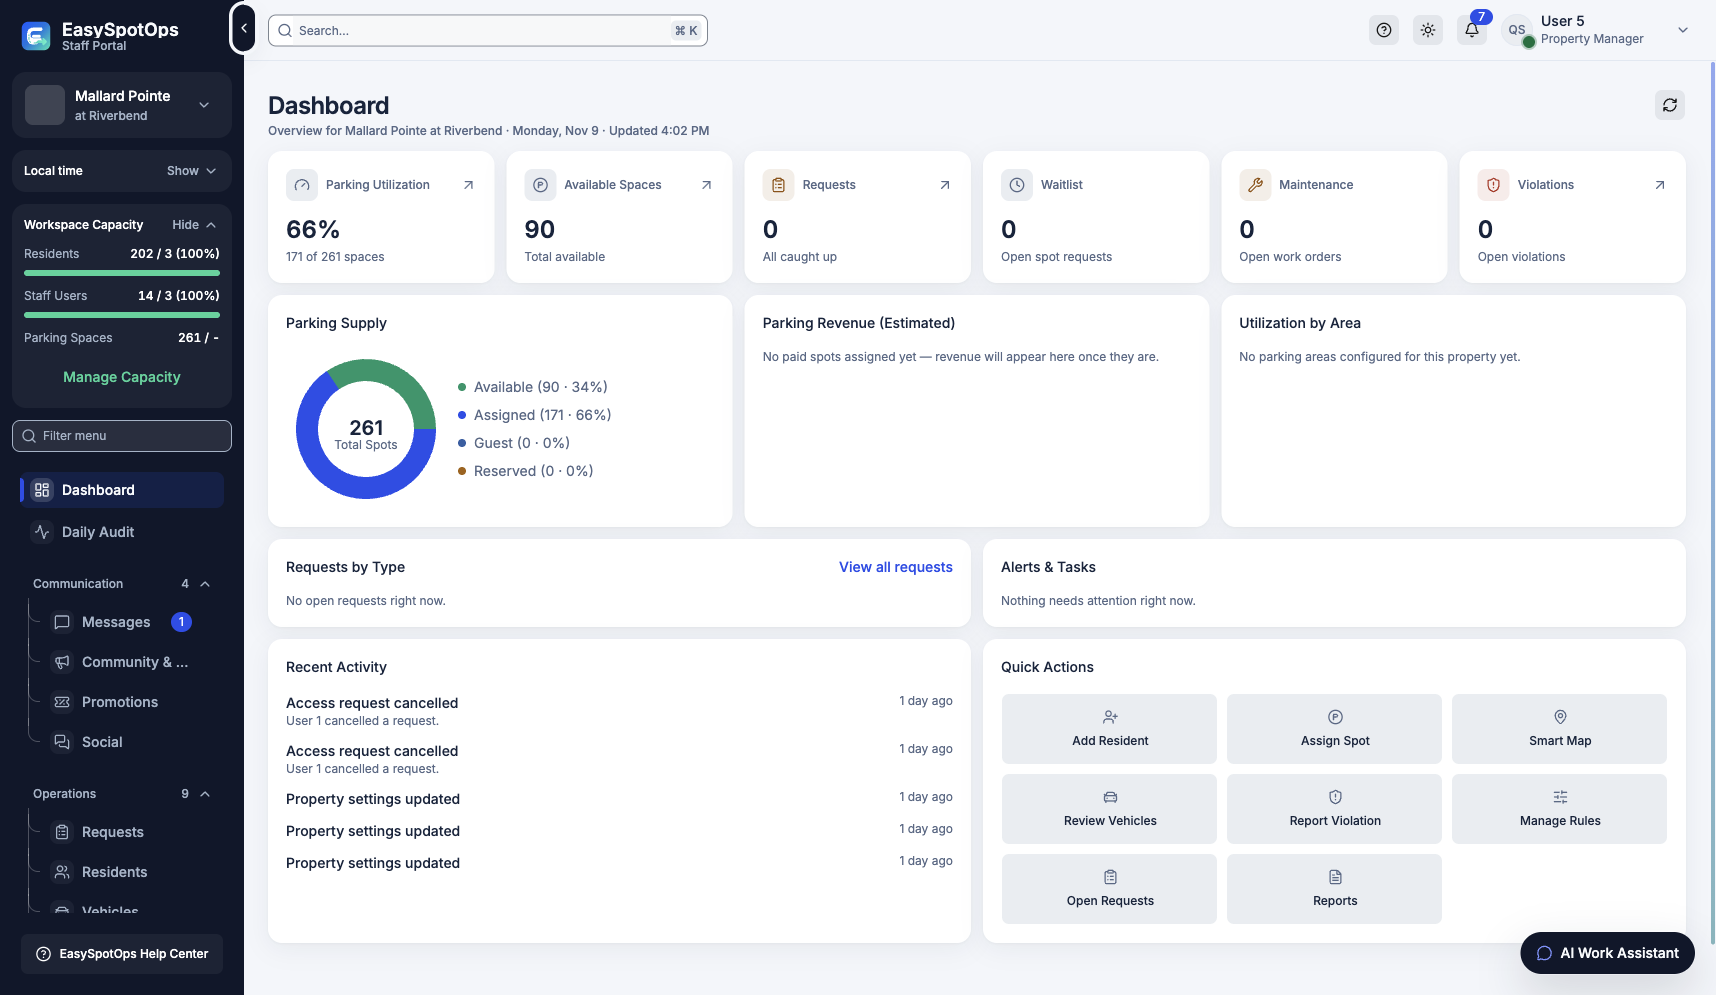 EasySpotOps
Staff Portal
Mallard Pointe
at Riverbend
Local time
Show
Workspace Capacity
Hide
Residents
202 / 3 (100%)
Staff Users
14 / 3 (100%)
Parking Spaces
261 / -
Manage Capacity
Filter menu
Dashboard
Daily Audit
Communication
4
Messages
1
Community & ...
Promotions
Social
Operations
9
Requests
Residents
Vehicles
EasySpotOps Help Center
Search...
⌘ K
7
QS
User 5
Property Manager
Dashboard
Overview for Mallard Pointe at Riverbend · Monday, Nov 9 · Updated 4:02 PM
Parking Utilization
66%
171 of 261 spaces
Available Spaces
90
Total available
Requests
0
All caught up
Waitlist
0
Open spot requests
Maintenance
0
Open work orders
Violations
0
Open violations
Parking Supply
261
Total Spots
Available (90 · 34%)
Assigned (171 · 66%)
Guest (0 · 0%)
Reserved (0 · 0%)
Parking Revenue (Estimated)
No paid spots assigned yet — revenue will appear here once they are.
Utilization by Area
No parking areas configured for this property yet.
Requests by Type
View all requests
No open requests right now.
Alerts & Tasks
Nothing needs attention right now.
Recent Activity
Access request cancelled
1 day ago
User 1 cancelled a request.
Access request cancelled
1 day ago
User 1 cancelled a request.
Property settings updated
1 day ago
Property settings updated
1 day ago
Property settings updated
1 day ago
Quick Actions
Add Resident
Assign Spot
Smart Map
Review Vehicles
Report Violation
Manage Rules
Open Requests
Reports
AI Work Assistant